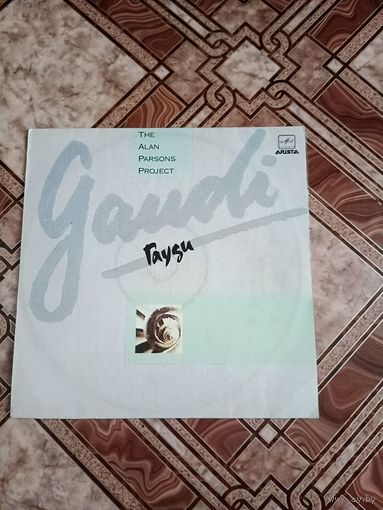 THE
ALAN
PARSONS
PROJECT
ARISTA
gaudi
Гауди